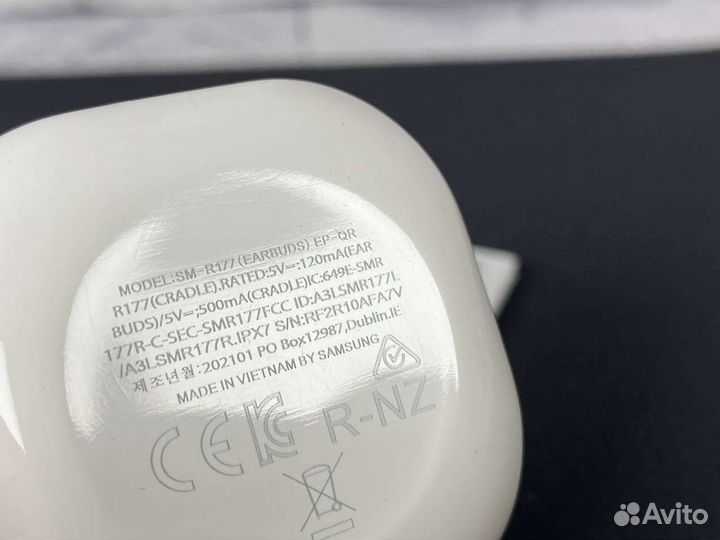 MODEL:SM-R177(EARBUDS) EP-QR
R177(CRADLE).RATED:5V⎓;120mA(EAR
BUDS)/5V⎓;500mA(CRADLE)IC:649E-SMR
177R-C-SEC-SMR177FCC ID:A3LSMR177L
/A3LSMR177R.IPX7 S/N:RF2R10AFA7V
제조년월:202101 PO Box12987,Dublin.IE
MADE IN VIETNAM BY SAMSUNG
CE KC R-NZ
Avito